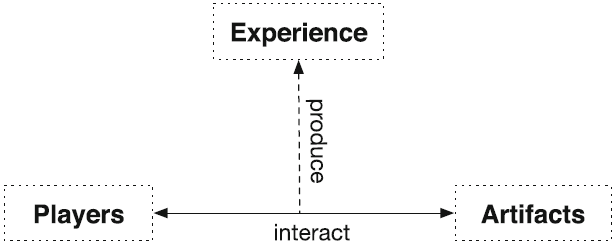 Experience
produce
Players
Artifacts
interact